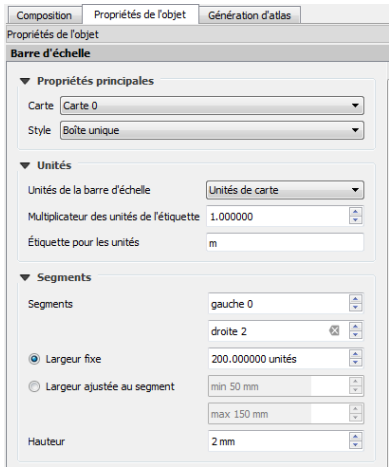 Composition Propriétés de l'objet Génération d'atlas
Propriétés de l'objet
Barre d'échelle
Propriétés principales
Carte Carte 0
Style Boîte unique
Unités
Unités de la barre d'échelle Unités de carte
Multiplicateur des unités de l'étiquette 1.000000
Étiquette pour les unités m
Segments
Segments gauche 0
droite 2
Largeur fixe 200.000000 unités
Largeur ajustée au segment min 50 mm
max 150 mm
Hauteur 2 mm